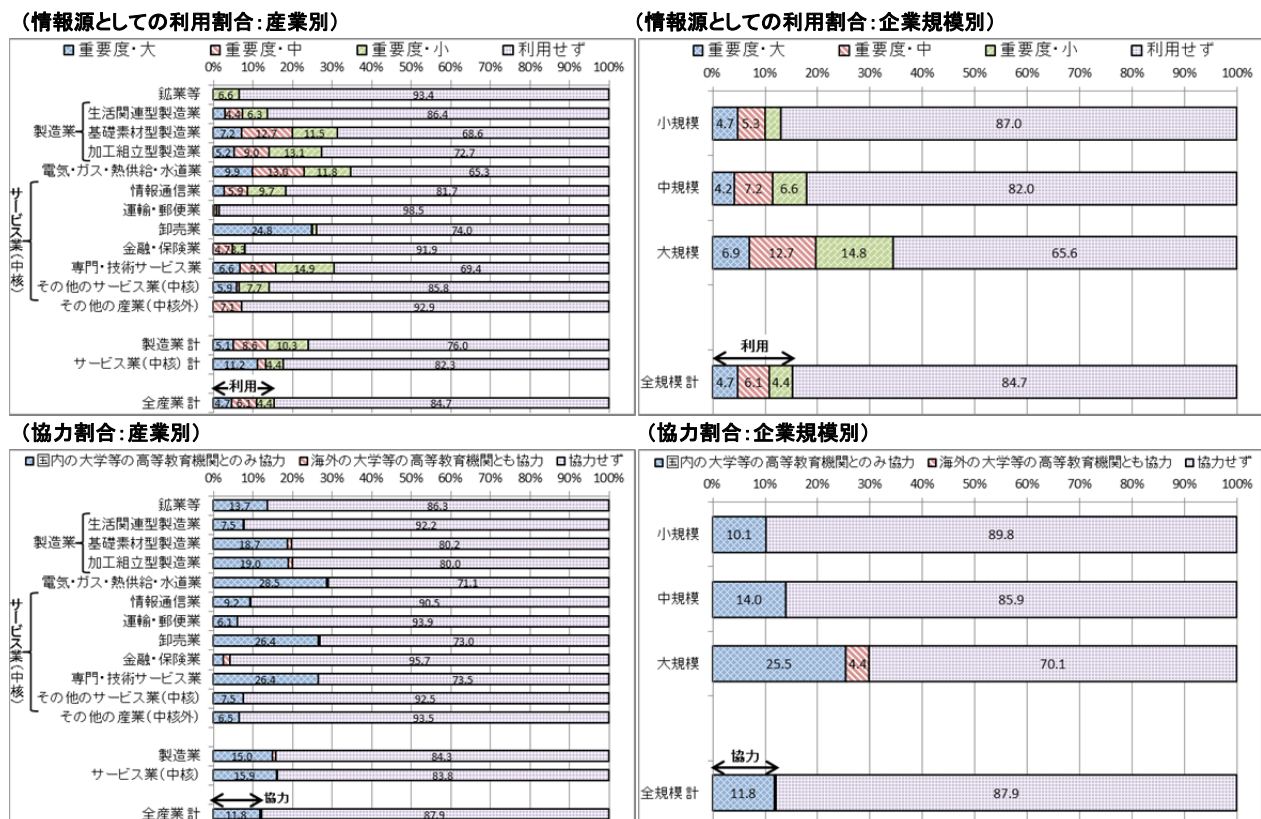 （情報源としての利用割合：産業別）
重要度・大 重要度・中 重要度・小 利用せず
0% 10% 20% 30% 40% 50% 60% 70% 80% 90% 100%
鉱業等 6.6 93.4
生活関連型製造業 4.4 6.3 86.4
製造業 基礎素材型製造業 7.2 12.7 11.5 68.6
加工組立型製造業 5.2 9.0 13.1 72.7
電気・ガス・熱供給・水道業 9.9 13.0 11.8 65.3
サービス業(中核)
情報通信業 5.9 9.7 81.7
運輸・郵便業 98.5
卸売業 24.8 74.0
金融・保険業 4.7 3.3 91.9
専門・技術サービス業 6.6 9.1 14.9 69.4
その他のサービス業(中核) 5.9 7.7 85.8
その他の産業(中核外) 7.1 92.9
製造業計 5.1 8.6 10.3 76.0
サービス業(中核)計 11.2 4.4 82.3
利用
全産業計 4.7 6.1 4.4 84.7
（情報源としての利用割合：企業規模別）
重要度・大 重要度・中 重要度・小 利用せず
0% 10% 20% 30% 40% 50% 60% 70% 80% 90% 100%
小規模 4.7 5.3 87.0
中規模 4.2 7.2 6.6 82.0
大規模 6.9 12.7 14.8 65.6
利用
全規模計 4.7 6.1 4.4 84.7
（協力割合：産業別）
国内の大学等の高等教育機関とのみ協力 海外の大学等の高等教育機関とも協力 協力せず
0% 10% 20% 30% 40% 50% 60% 70% 80% 90% 100%
鉱業等 13.7 86.3
生活関連型製造業 7.5 92.2
製造業 基礎素材型製造業 18.7 80.2
加工組立型製造業 19.0 80.0
電気・ガス・熱供給・水道業 28.5 71.1
サービス業(中核)
情報通信業 9.2 90.5
運輸・郵便業 6.1 93.9
卸売業 26.4 73.0
金融・保険業 95.7
専門・技術サービス業 26.4 73.5
その他のサービス業(中核) 7.5 92.5
その他の産業(中核外) 6.5 93.5
製造業 15.0 84.3
サービス業(中核) 15.9 83.8
協力
全産業計 11.8 87.9
（協力割合：企業規模別）
国内の大学等の高等教育機関とのみ協力 海外の大学等の高等教育機関とも協力 協力せず
0% 10% 20% 30% 40% 50% 60% 70% 80% 90% 100%
小規模 10.1 89.8
中規模 14.0 85.9
大規模 25.5 4.4 70.1
協力
全規模計 11.8 87.9